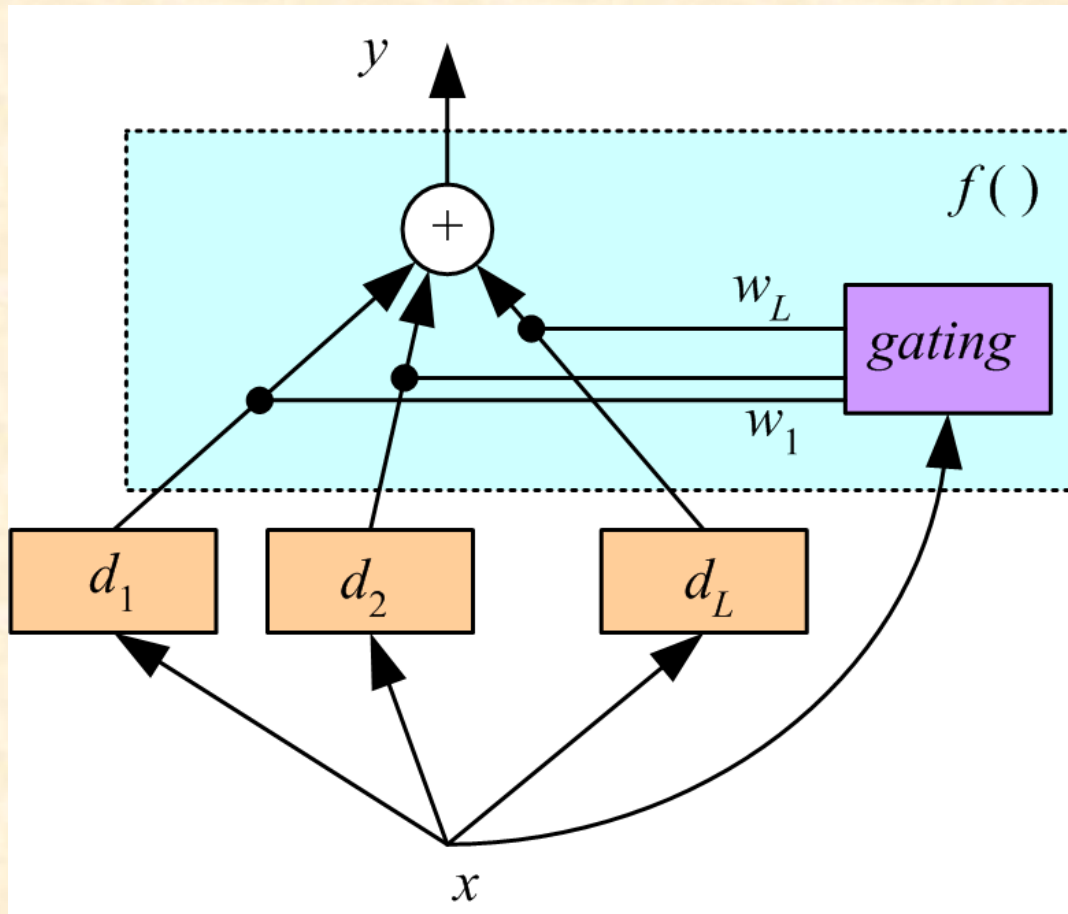 y
+
f( )
w_L
gating
w_1
d_1
d_2
d_L
x